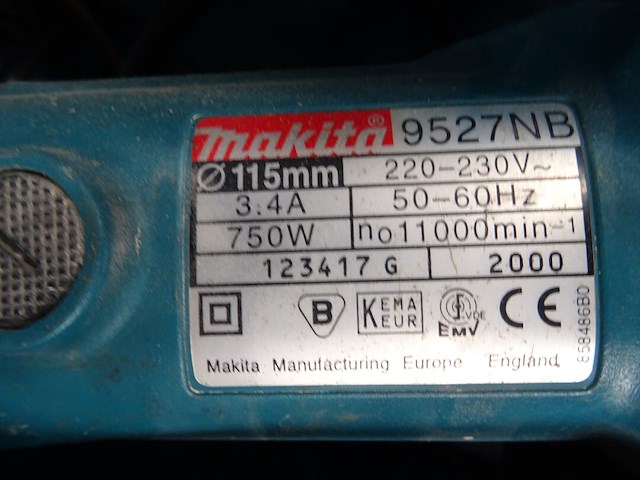 makita® 9527NB
Ø115mm 220-230V~
3.4A 50-60Hz
750W no11000min-1
123417 G 2000
B KEMA KEUR VDE EMV CE
Makita Manufacturing Europe England
858486B0